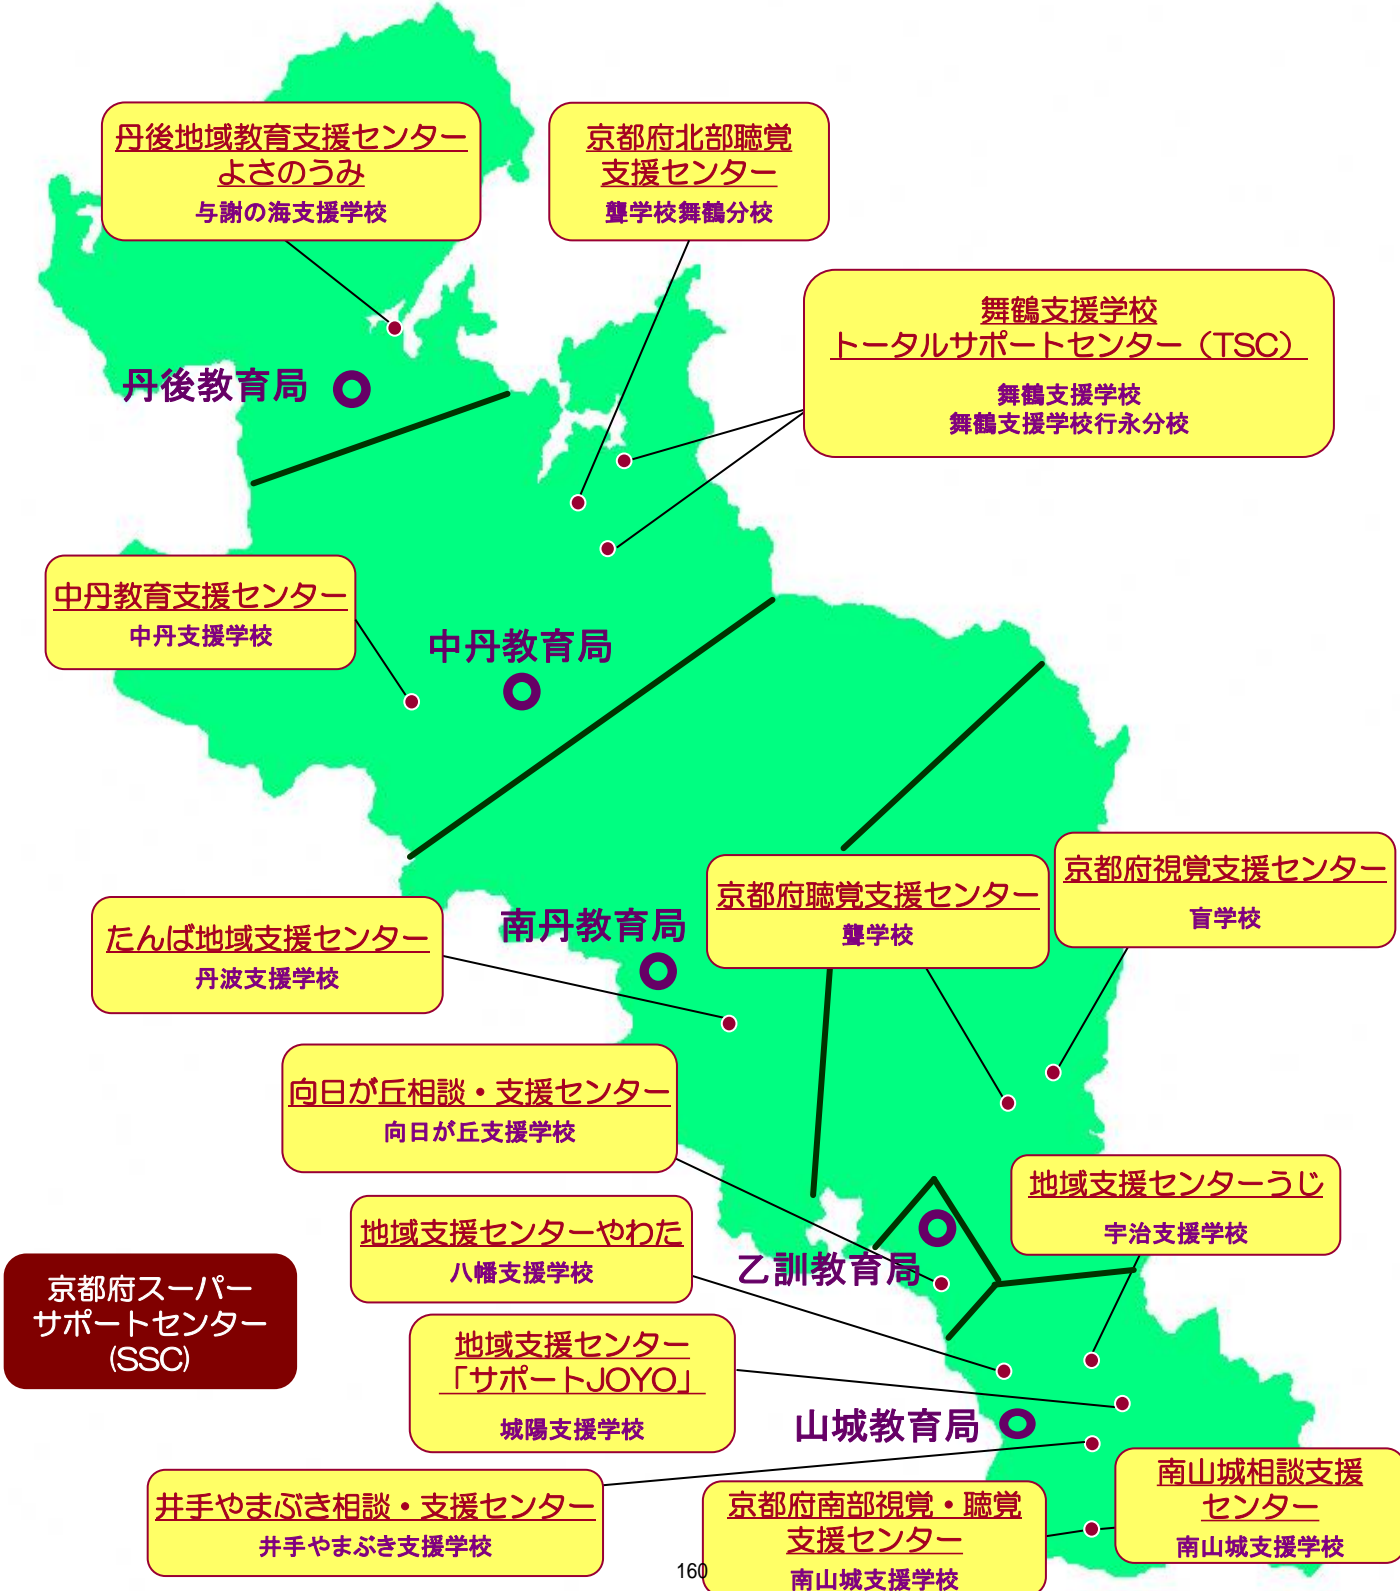 丹後地域教育支援センター
よさのうみ
与謝の海支援学校
京都府北部聴覚
支援センター
聾学校舞鶴分校
舞鶴支援学校
トータルサポートセンター（TSC）
舞鶴支援学校
舞鶴支援学校行永分校
丹後教育局
中丹教育支援センター
中丹支援学校
中丹教育局
京都府聴覚支援センター
聾学校
京都府視覚支援センター
盲学校
たんば地域支援センター
丹波支援学校
南丹教育局
向日が丘相談・支援センター
向日が丘支援学校
地域支援センターうじ
宇治支援学校
地域支援センターやわた
八幡支援学校
乙訓教育局
京都府スーパー
サポートセンター
(SSC)
地域支援センター
「サポートJOYO」
城陽支援学校
山城教育局
井手やまぶき相談・支援センター
井手やまぶき支援学校
京都府南部視覚・聴覚
支援センター
南山城支援学校
南山城相談支援
センター
南山城支援学校
160